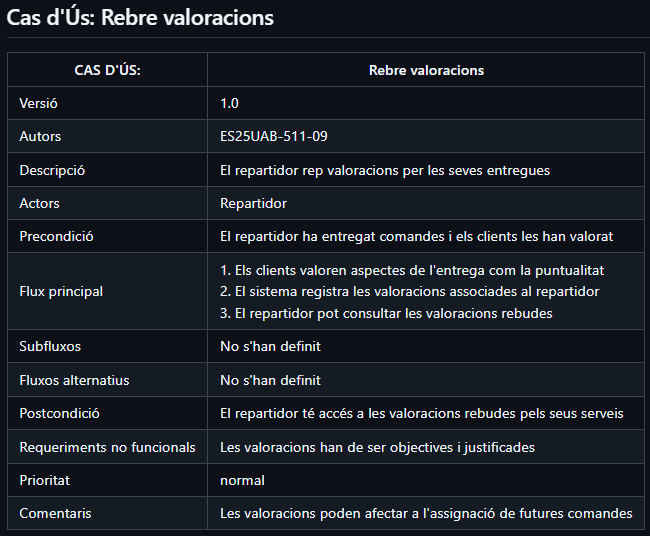 Cas d'Ús: Rebre valoracions
CAS D'ÚS: Rebre valoracions
Versió 1.0
Autors ES25UAB-511-09
Descripció El repartidor rep valoracions per les seves entregues
Actors Repartidor
Precondició El repartidor ha entregat comandes i els clients les han valorat
Flux principal
1. Els clients valoren aspectes de l'entrega com la puntualitat
2. El sistema registra les valoracions associades al repartidor
3. El repartidor pot consultar les valoracions rebudes
Subfluxos No s'han definit
Fluxos alternatius No s'han definit
Postcondició El repartidor té accés a les valoracions rebudes pels seus serveis
Requeriments no funcionals Les valoracions han de ser objectives i justificades
Prioritat normal
Comentaris Les valoracions poden afectar a l'assignació de futures comandes